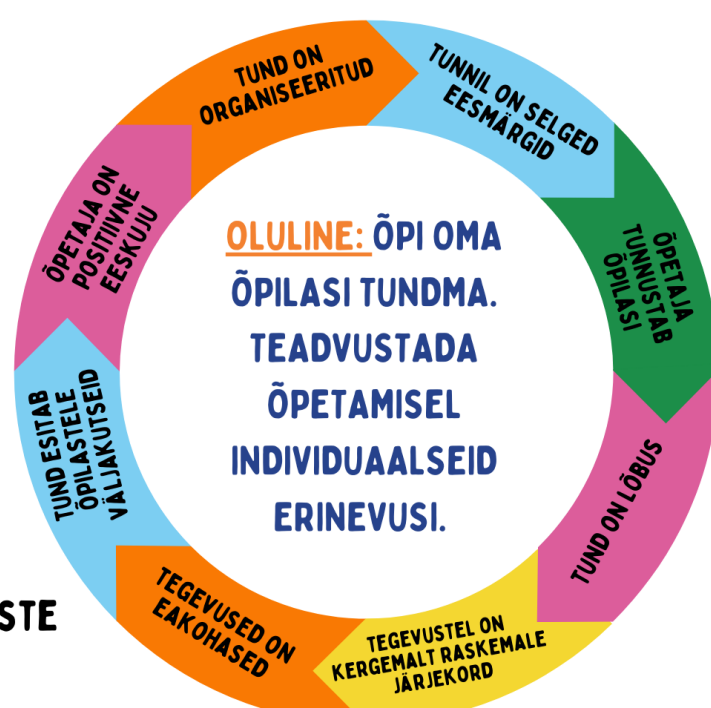 TUND ON
ORGANISEERITUD
TUNNIL ON SELGED
EESMÄRGID
ÕPETAJA
TUNNUSTAB
ÕPILASI
TUND ON LÕBUS
TEGEVUSTEL ON
KERGEMALT RASKEMALE
JÄRJEKORD
TEGEVUSED ON
EAKOHASED
TUND ESITAB
ÕPILASTELE
VÄLJAKUTSEID
ÕPETAJA ON
POSITIIVNE
EESKUJU
OLULINE: ÕPI OMA
ÕPILASI TUNDMA.
TEADVUSTADA
ÕPETAMISEL
INDIVIDUAALSEID
ERINEVUSI.
STE